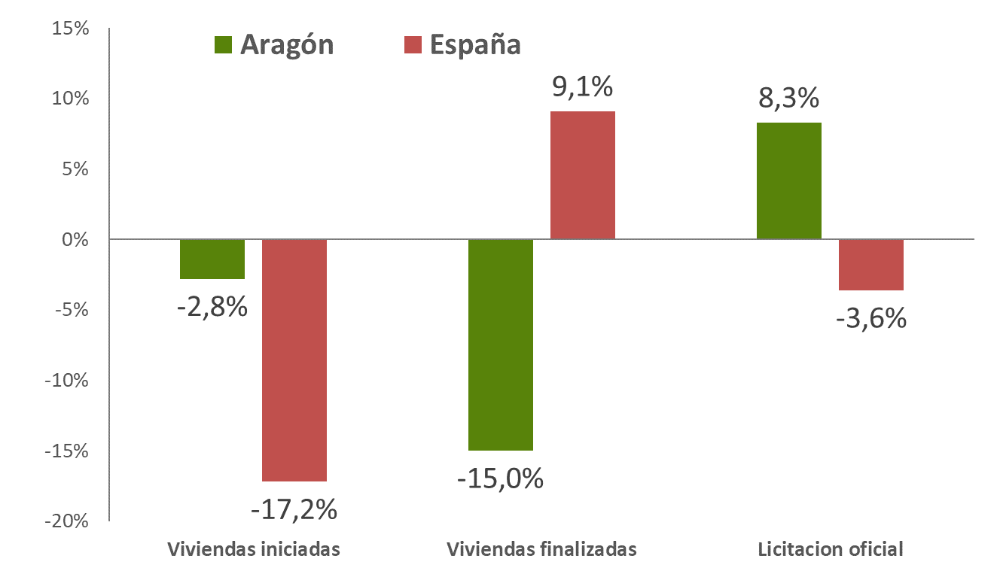 15%
Aragón
España
9,1%
10%
8,3%
5%
0%
-2,8%
-5%
-3,6%
-10%
-15%
-15,0%
-17,2%
-20%
Viviendas iniciadas
Viviendas finalizadas
Licitacion oficial